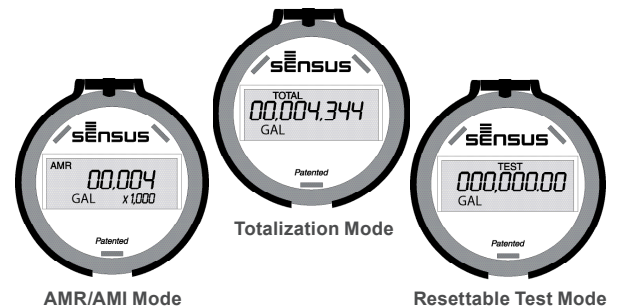 sensus
TOTAL
00,004,344
GAL
Patented
Totalization Mode
sensus
AMR
00,004
GAL x1,000
Patented
AMR/AMI Mode
sensus
TEST
000,000.00
GAL
Patented
Resettable Test Mode